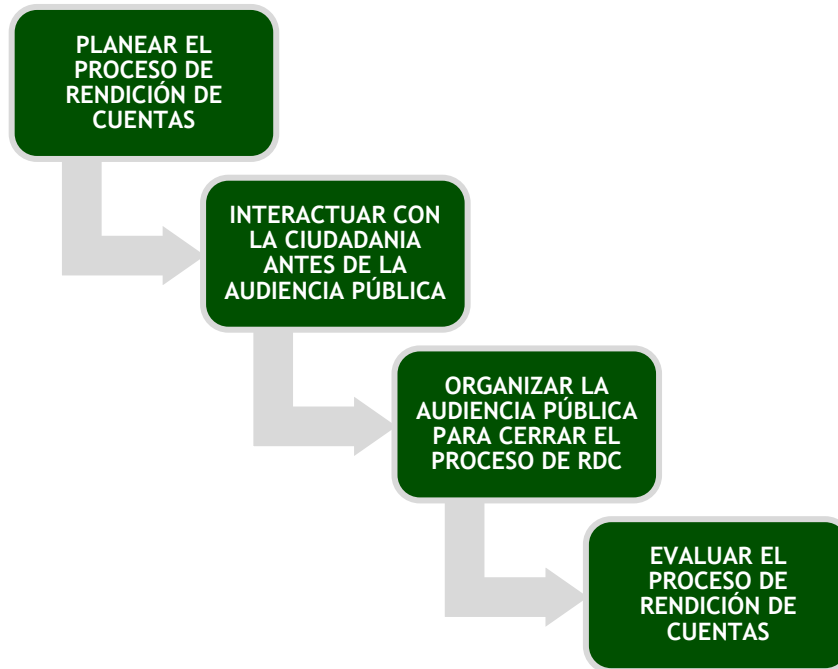 PLANEAR EL
PROCESO DE
RENDICIÓN DE
CUENTAS
INTERACTUAR CON
LA CIUDADANIA
ANTES DE LA
AUDIENCIA PÚBLICA
ORGANIZAR LA
AUDIENCIA PÚBLICA
PARA CERRAR EL
PROCESO DE RDC
EVALUAR EL
PROCESO DE
RENDICIÓN DE
CUENTAS